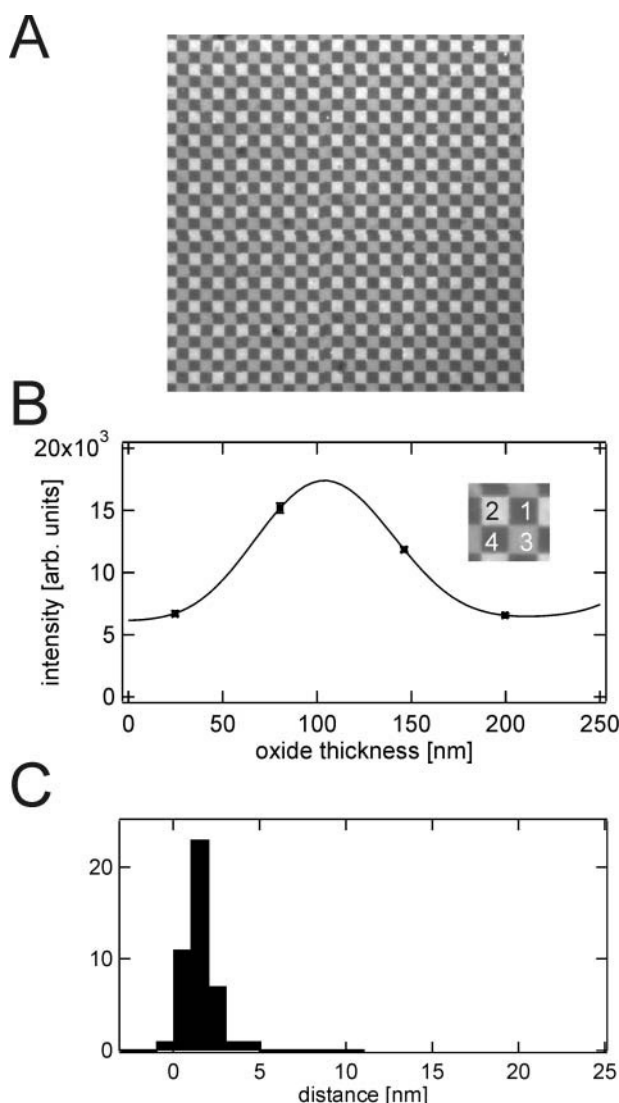 A
B
20x10³
15
10
5
0
intensity [arb. units]
2 1
4 3
0 50 100 150 200 250
oxide thickness [nm]
C
20
10
0
0 5 10 15 20 25
distance [nm]